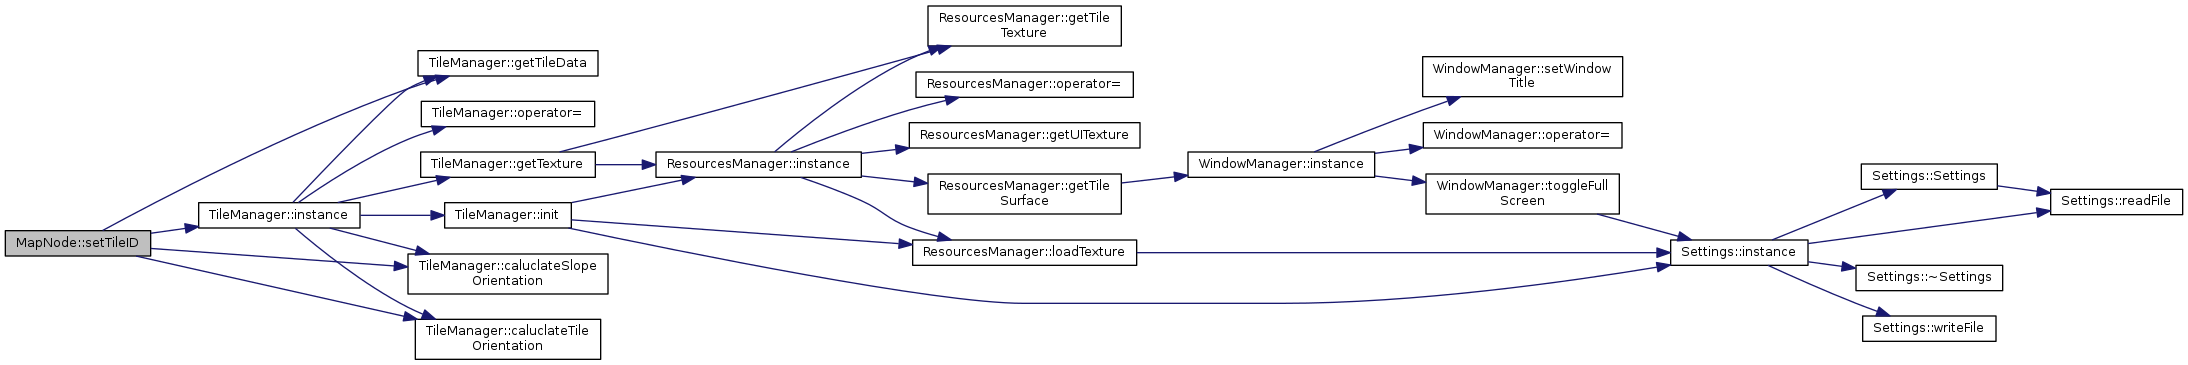 MapNode::setTileID
TileManager::instance
TileManager::getTileData
TileManager::operator=
TileManager::getTexture
TileManager::init
TileManager::caluclateSlope
Orientation
TileManager::caluclateTile
Orientation
ResourcesManager::instance
ResourcesManager::getTile
Texture
ResourcesManager::operator=
ResourcesManager::getUITexture
ResourcesManager::getTile
Surface
ResourcesManager::loadTexture
WindowManager::instance
WindowManager::setWindow
Title
WindowManager::operator=
WindowManager::toggleFull
Screen
Settings::instance
Settings::Settings
Settings::~Settings
Settings::writeFile
Settings::readFile